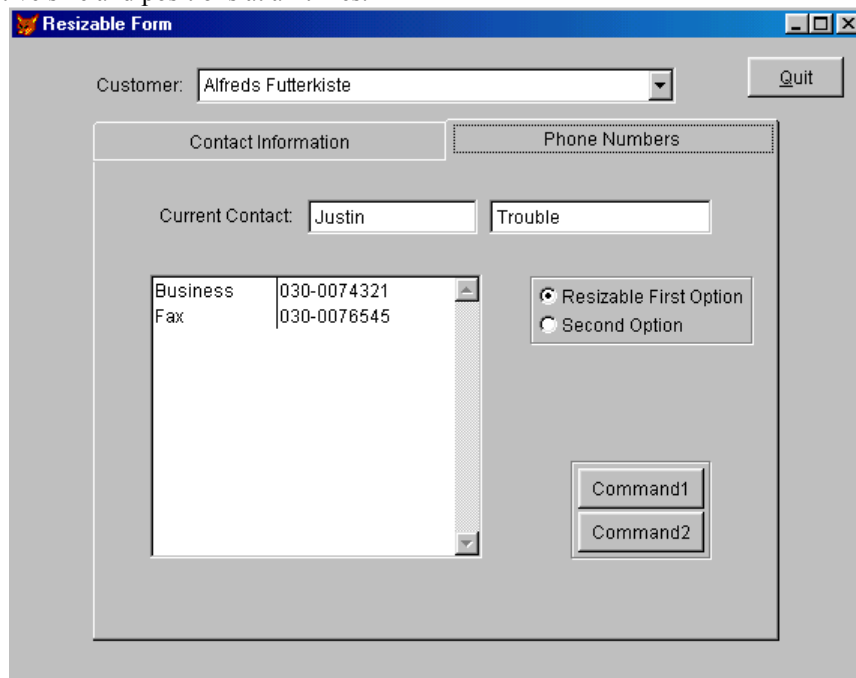 Resizable Form
Customer: Alfreds Futterkiste
Quit
Contact Information
Phone Numbers
Current Contact: Justin Trouble
Business 030-0074321
Fax 030-0076545
Resizable First Option
Second Option
Command1
Command2